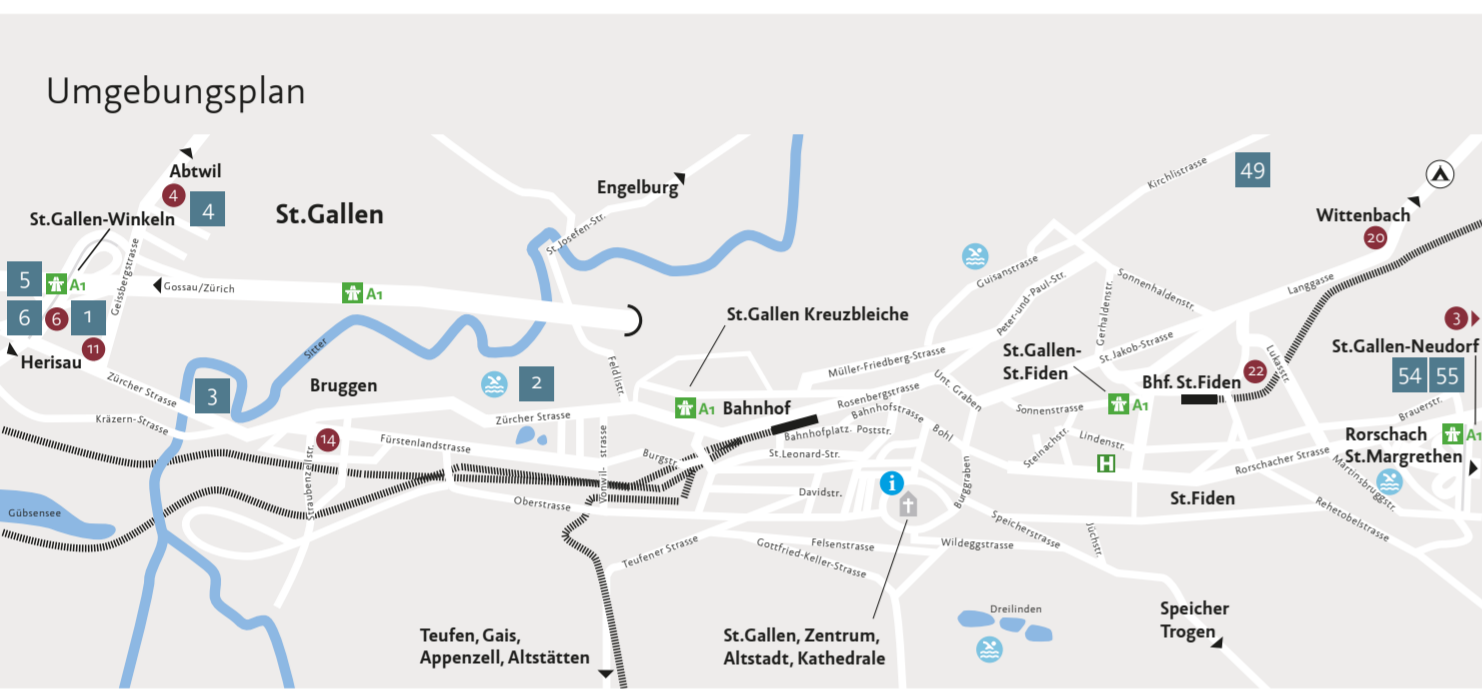 Umgebungsplan
Abtwil
4
4
St.Gallen-Winkeln
St.Gallen
Engelburg
St.Josefen-Str.
Kirchlistrasse
49
Wittenbach
20
5
A1
Geissbergstrasse
Gossau/Zürich
A1
6
6
1
11
Herisau
Sitter
St.Gallen Kreuzbleiche
Guisanstrasse
Peter-und-Paul-Str.
Sonnenhaldenstr.
Gerhaldenstr.
Langgasse
3
St.Gallen-Neudorf
54
55
Zürcher Strasse
3
Bruggen
2
Feldlistr.
Müller-Friedberg-Strasse
St.Gallen-
St.Fiden
St.Jakob-Strasse
Lukasstr.
22
Bhf. St.Fiden
A1
Kräzern-Strasse
Zürcher Strasse
A1
Bahnhof
Rosenbergstrasse
Unt. Graben
Bahnhofstrasse
Sonnenstrasse
Brauerstr.
14
Fürstenlandstrasse
Vonwil-
strasse
Burgstr.
Bahnhofplatz
Poststr.
Bohl
Steinachstr.
Lindenstr.
H
Rorschach
St.Margrethen
A1
Straubenzellstr.
St.Leonard-Str.
Burggraben
Rorschacher Strasse
Martinsbruggstr.
Gübsensee
Oberstrasse
Davidstr.
i
St.Fiden
Speicherstrasse
Rehetobelstrasse
Jüchstr.
Teufener Strasse
Felsenstrasse
Gottfried-Keller-Strasse
Wildeggstrasse
Dreilinden
Teufen, Gais,
Appenzell, Altstätten
St.Gallen, Zentrum,
Altstadt, Kathedrale
Speicher
Trogen